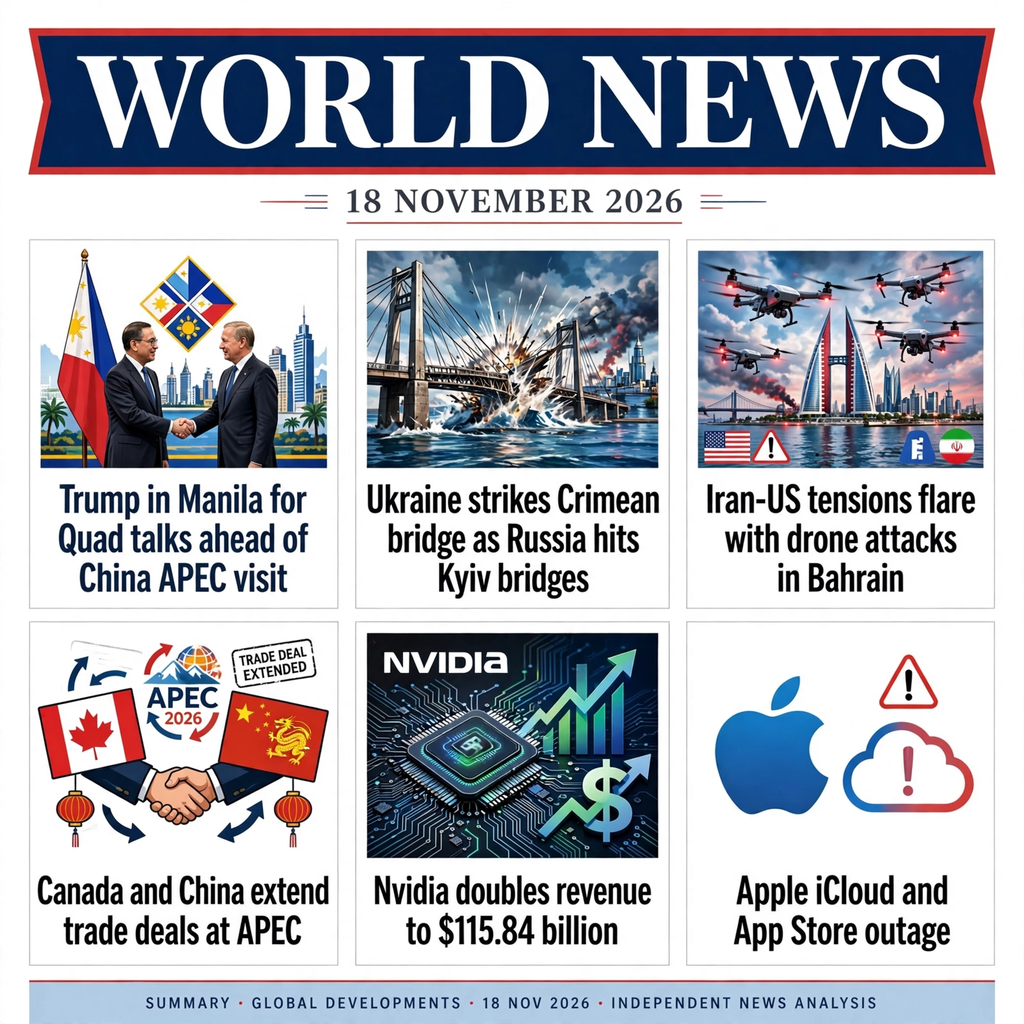 WORLD NEWS
18 NOVEMBER 2026
Trump in Manila for
Quad talks ahead of
China APEC visit
Ukraine strikes Crimean
bridge as Russia hits
Kyiv bridges
Iran-US tensions flare
with drone attacks
in Bahrain
TRADE DEAL
EXTENDED
APEC
2026
Canada and China extend
trade deals at APEC
NVIDIA
Nvidia doubles revenue
to $115.84 billion
Apple iCloud and
App Store outage
SUMMARY • GLOBAL DEVELOPMENTS • 18 NOV 2026 • INDEPENDENT NEWS ANALYSIS